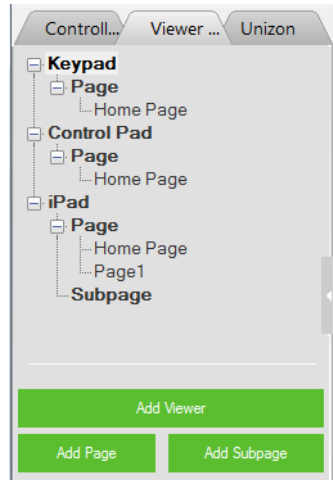 Controll... Viewer ... Unizon
Keypad
Page
Home Page
Control Pad
Page
Home Page
iPad
Page
Home Page
Page1
Subpage
Add Viewer
Add Page Add Subpage